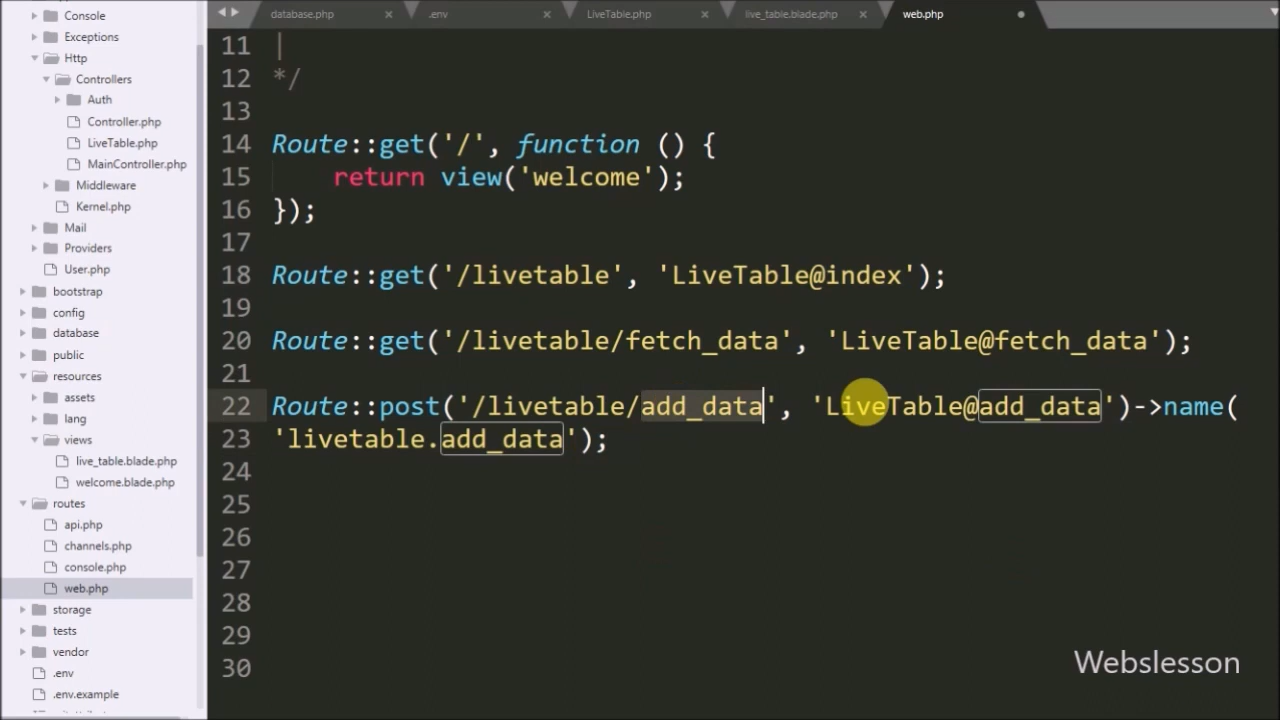 database.php
.env
LiveTable.php
live_table.blade.php
web.php
Console
Exceptions
Http
Controllers
Auth
Controller.php
LiveTable.php
MainController.php
Middleware
Kernel.php
Mail
Providers
User.php
bootstrap
config
database
public
resources
assets
lang
views
live_table.blade.php
welcome.blade.php
routes
api.php
channels.php
console.php
web.php
storage
tests
vendor
.env
.env.example
11 |
12 */
13
14 Route::get('/', function () {
15 return view('welcome');
16 });
17
18 Route::get('/livetable', 'LiveTable@index');
19
20 Route::get('/livetable/fetch_data', 'LiveTable@fetch_data');
21
22 Route::post('/livetable/add_data', 'LiveTable@add_data')->name(
23 'livetable.add_data');
24
25
26
27
28
29
30
Webslesson